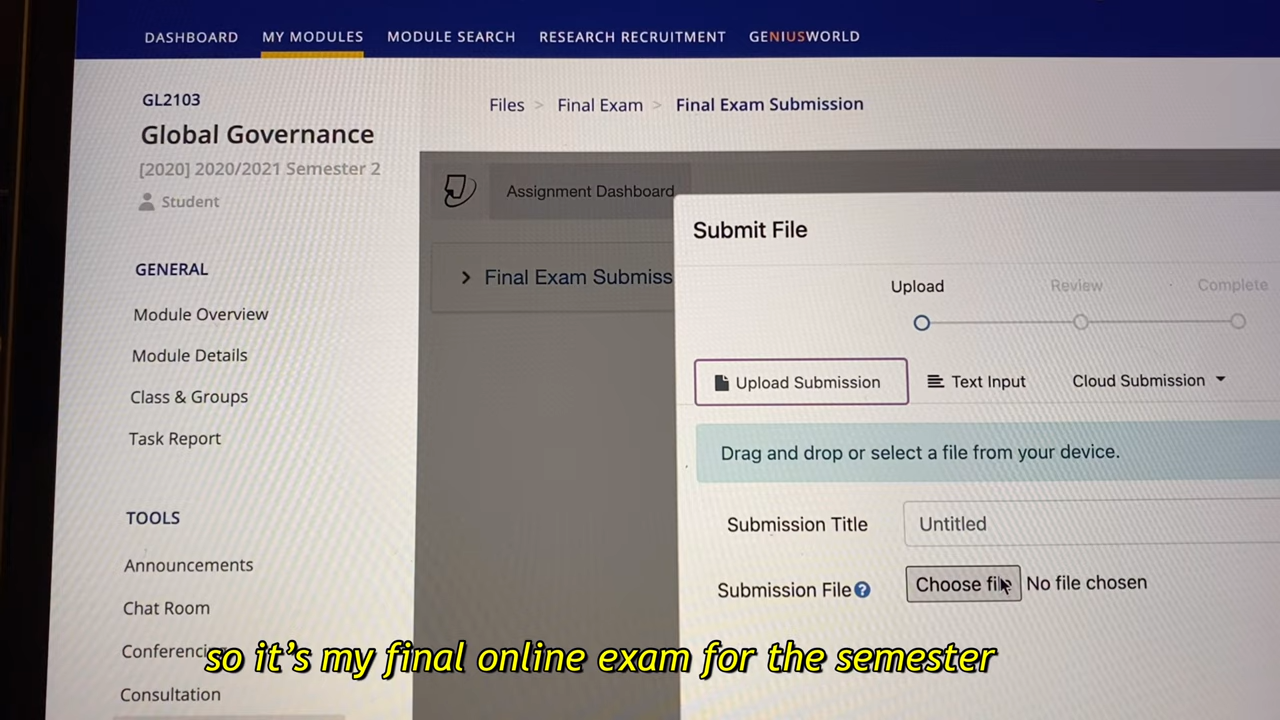 DASHBOARD MY MODULES MODULE SEARCH RESEARCH RECRUITMENT GENIUSWORLD
GL2103
Global Governance
[2020] 2020/2021 Semester 2
Student
GENERAL
Module Overview
Module Details
Class & Groups
Task Report
TOOLS
Announcements
Chat Room
Consultation
Files > Final Exam > Final Exam Submission
Assignment Dashboard
Final Exam Submiss
Submit File
Upload Review Complete
Upload Submission Text Input Cloud Submission
Drag and drop or select a file from your device.
Submission Title Untitled
Submission File Choose file No file chosen
so it's my final online exam for the semester